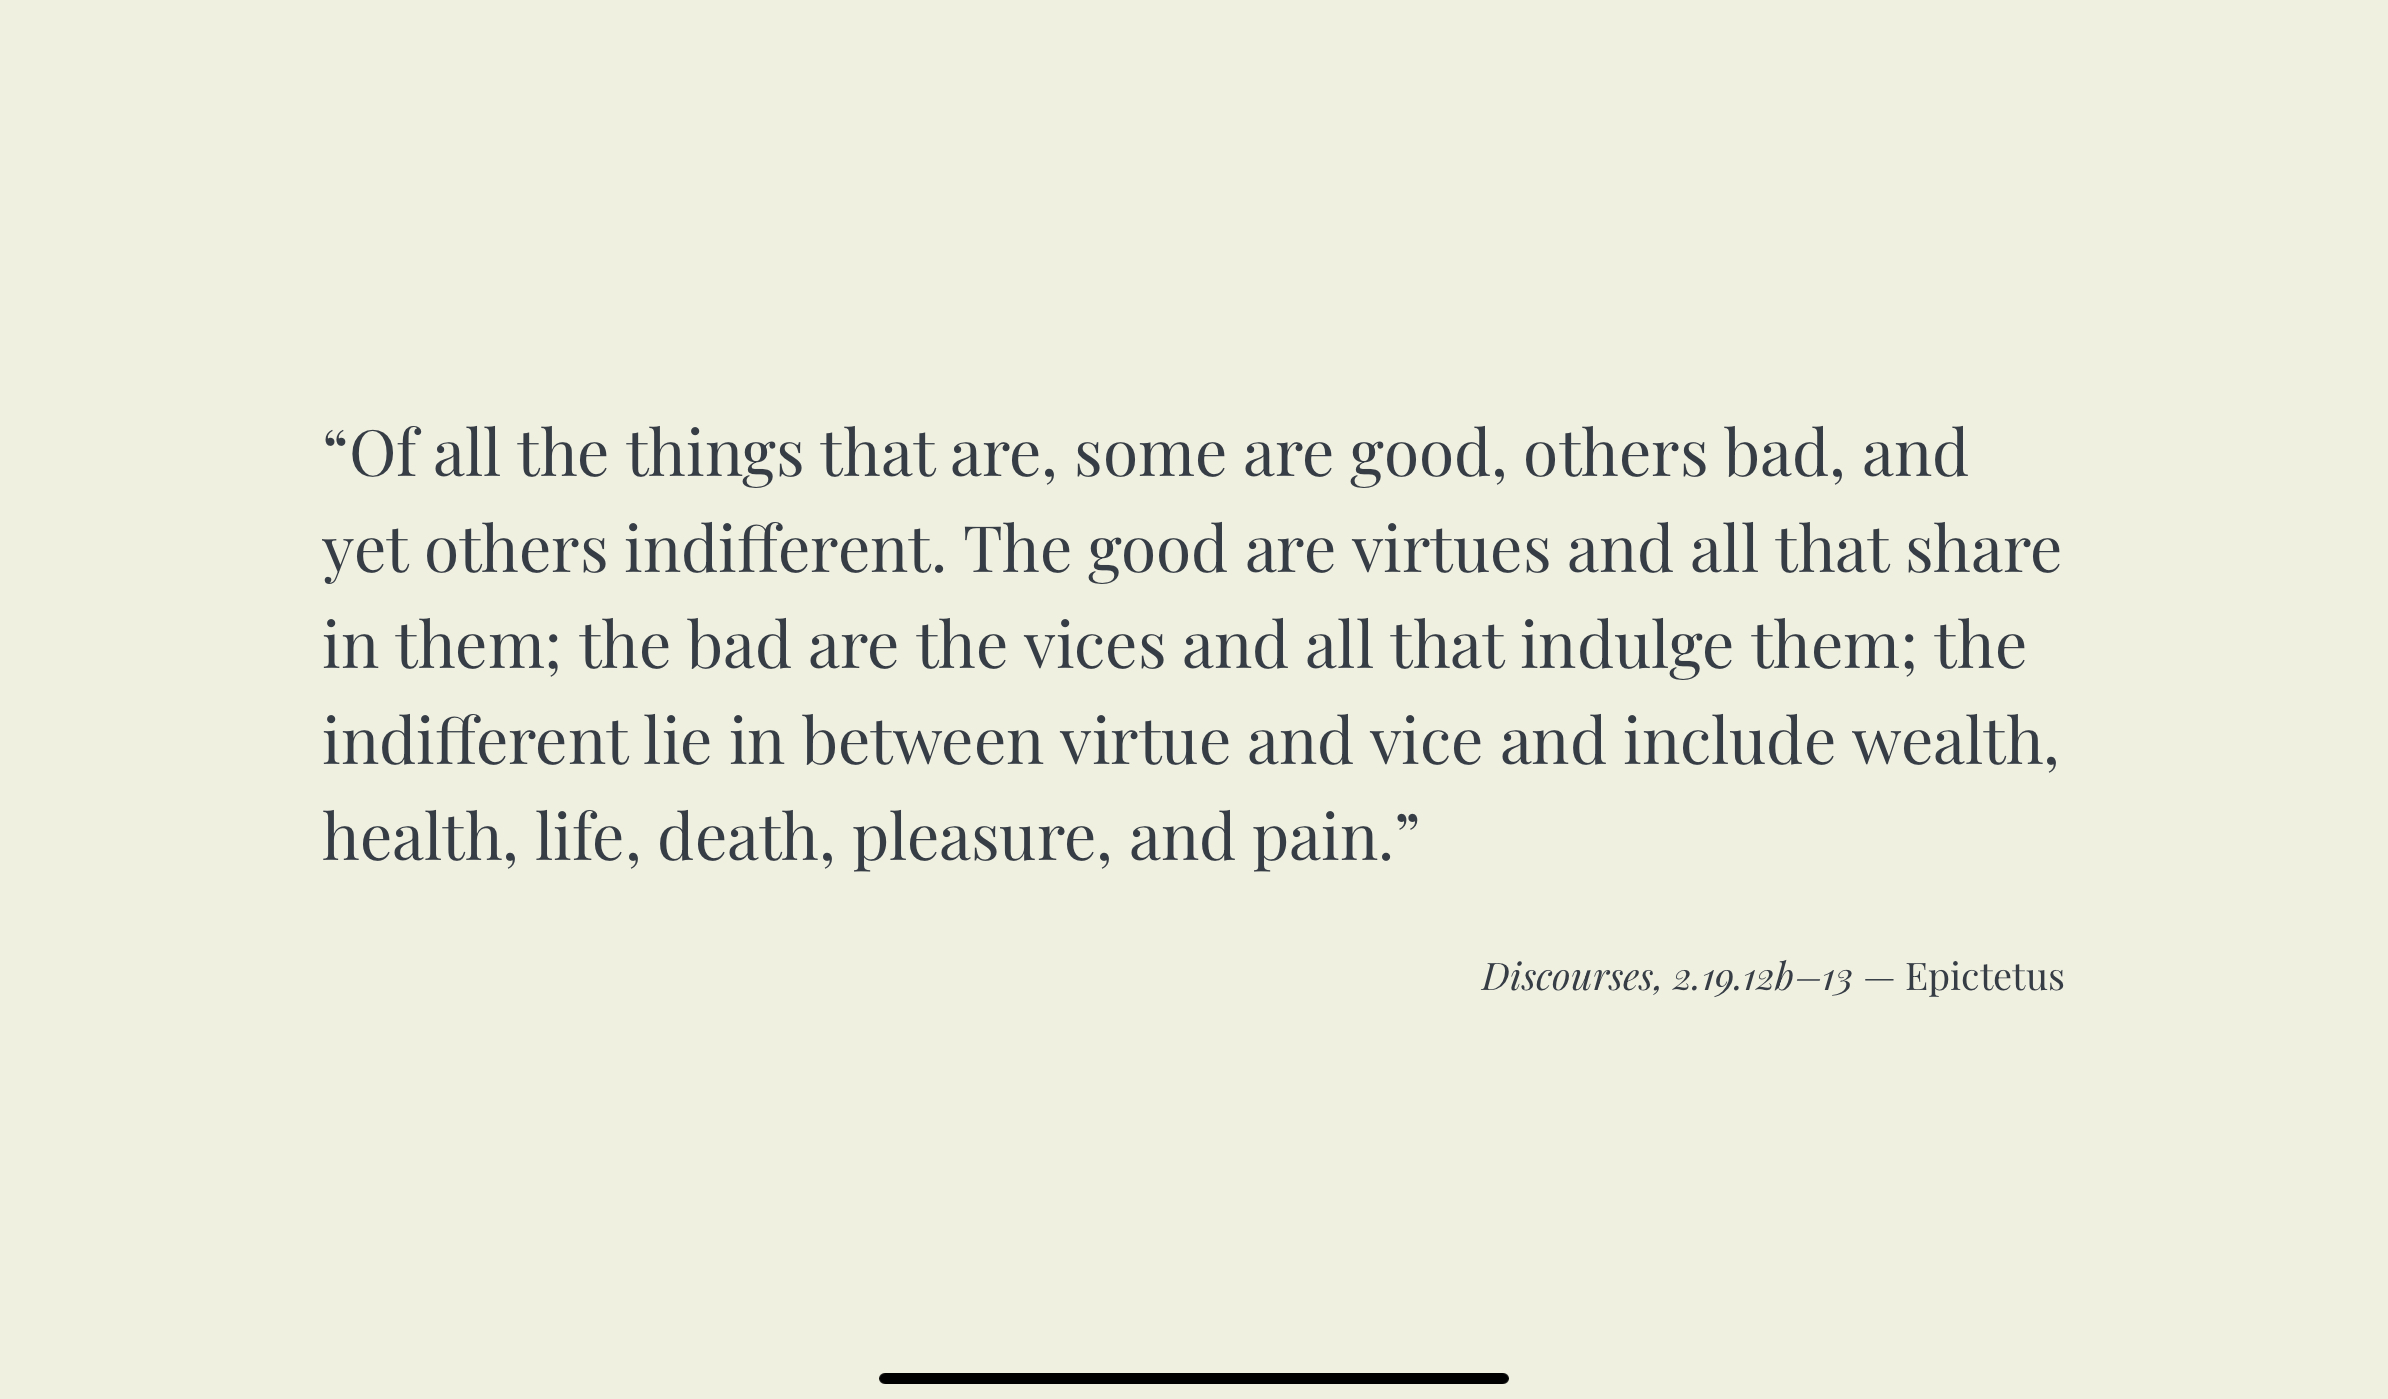 “Of all the things that are, some are good, others bad, and
yet others indifferent. The good are virtues and all that share
in them; the bad are the vices and all that indulge them; the
indifferent lie in between virtue and vice and include wealth,
health, life, death, pleasure, and pain.”
Discourses, 2.19.12b–13 — Epictetus